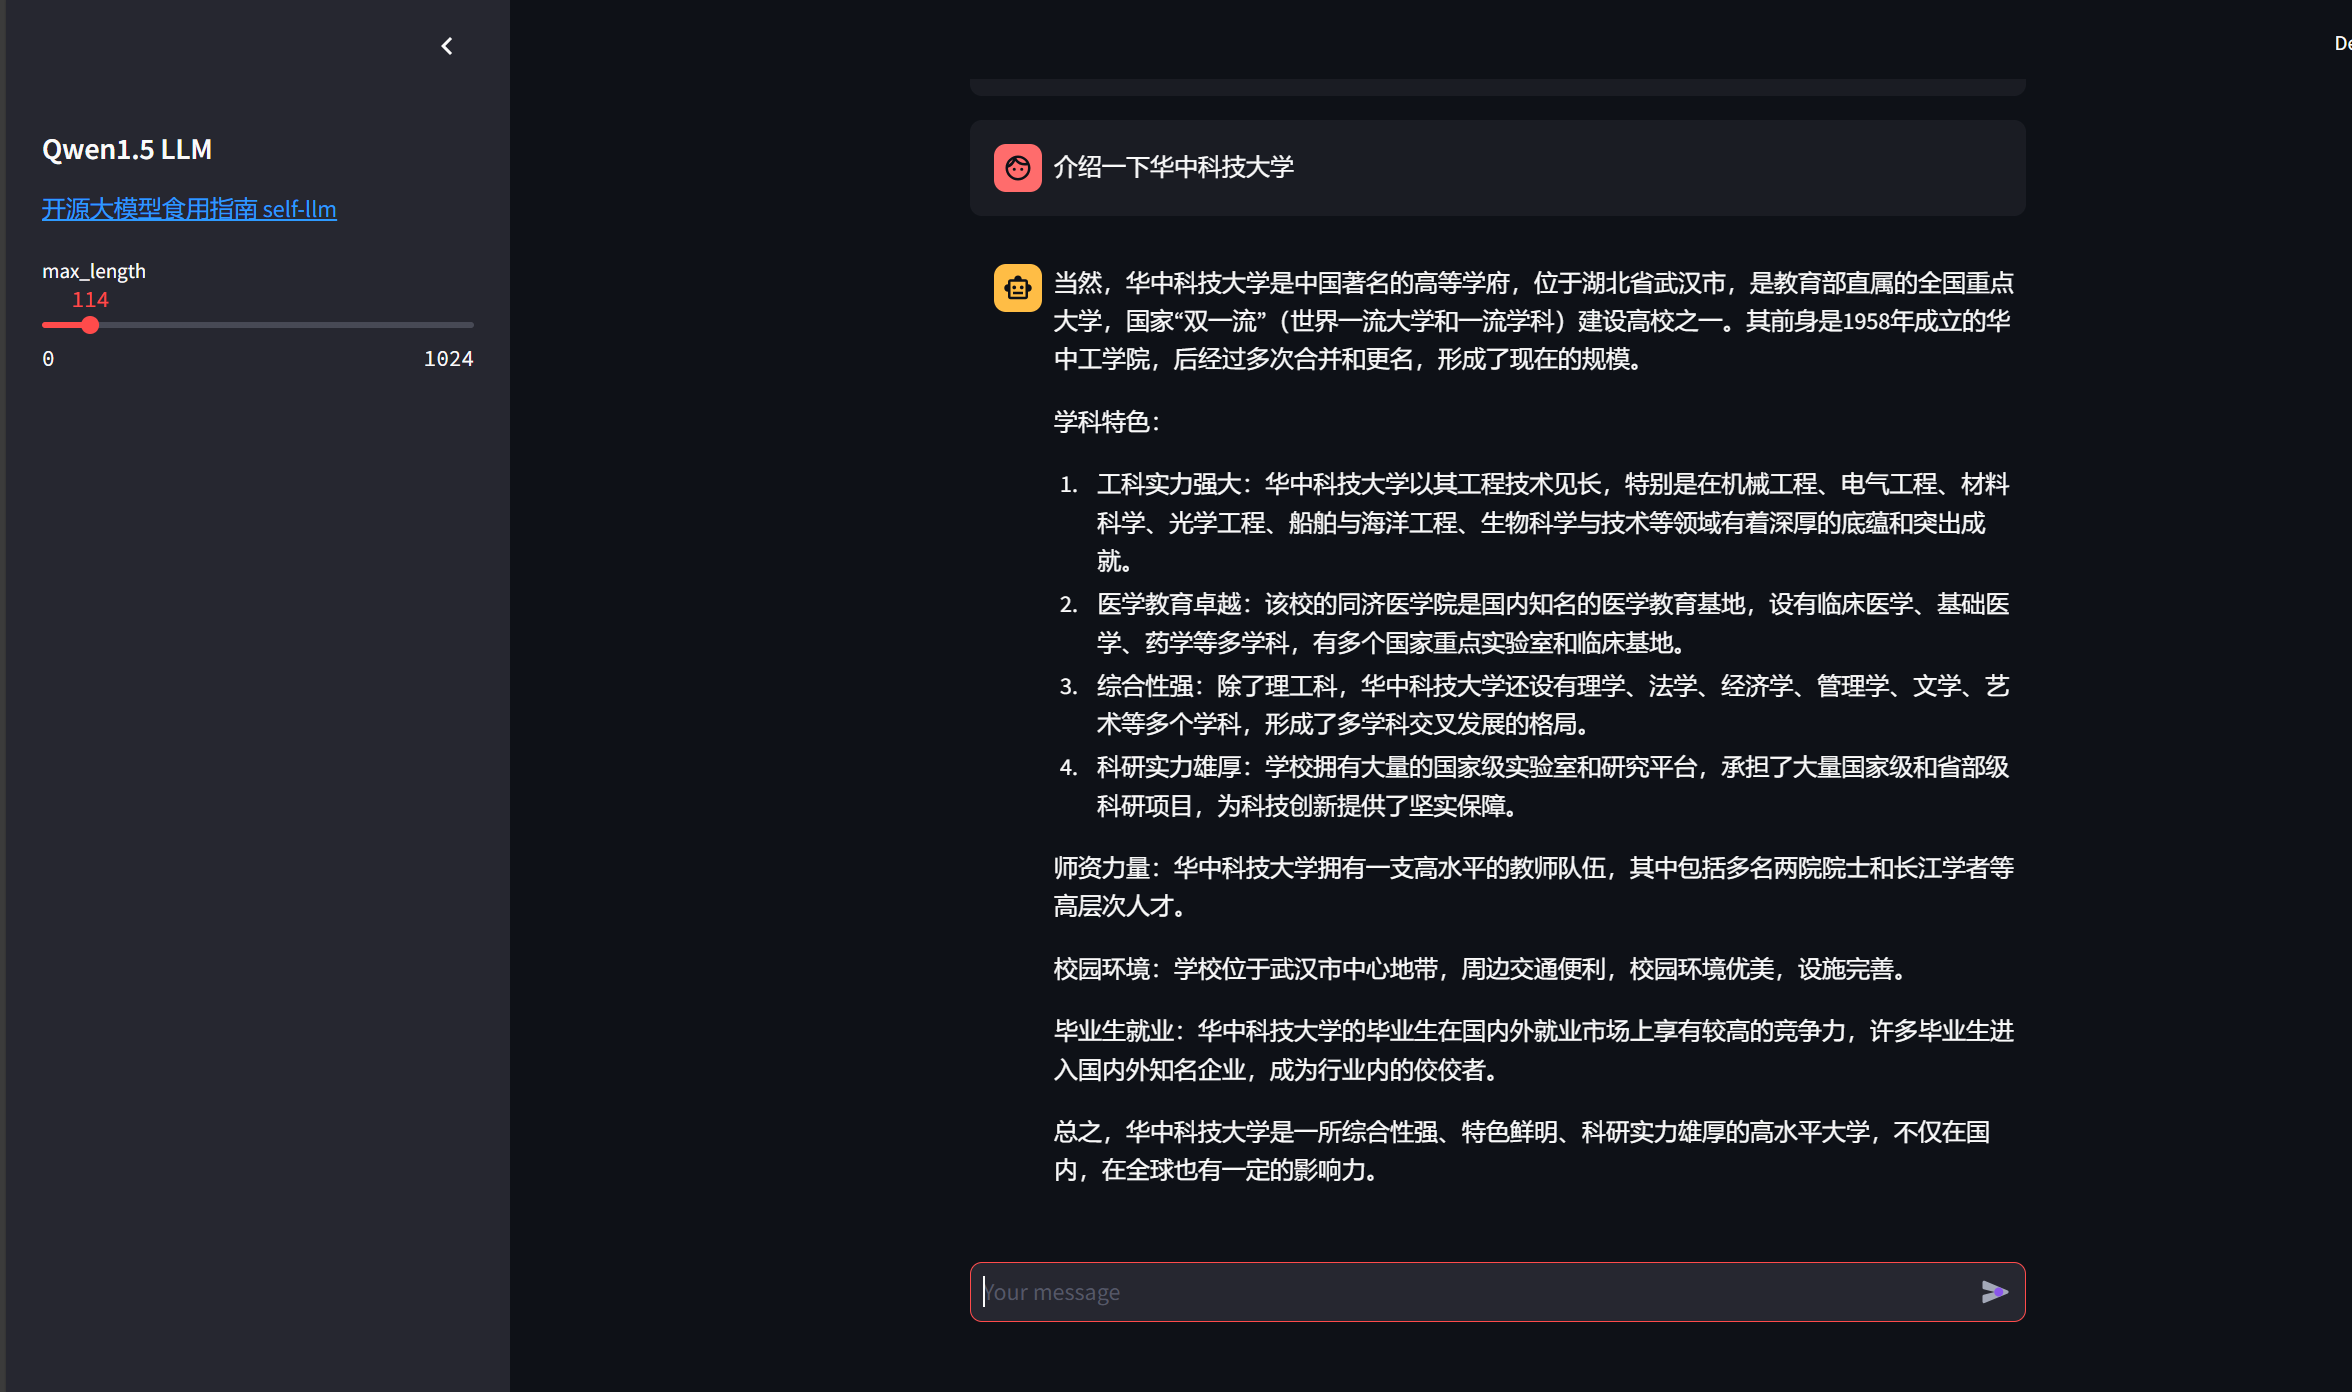 De
Qwen1.5 LLM
开源大模型食用指南 self-llm
max_length
114
0
1024
介绍一下华中科技大学
当然，华中科技大学是中国著名的高等学府，位于湖北省武汉市，是教育部直属的全国重点
大学，国家“双一流”（世界一流大学和一流学科）建设高校之一。其前身是1958年成立的华
中工学院，后经过多次合并和更名，形成了现在的规模。
学科特色：
1. 工科实力强大：华中科技大学以其工程技术见长，特别是在机械工程、电气工程、材料
科学、光学工程、船舶与海洋工程、生物科学与技术等领域有着深厚的底蕴和突出成
就。
2. 医学教育卓越：该校的同济医学院是国内知名的医学教育基地，设有临床医学、基础医
学、药学等多学科，有多个国家重点实验室和临床基地。
3. 综合性强：除了理工科，华中科技大学还设有理学、法学、经济学、管理学、文学、艺
术等多个学科，形成了多学科交叉发展的格局。
4. 科研实力雄厚：学校拥有大量的国家级实验室和研究平台，承担了大量国家级和省部级
科研项目，为科技创新提供了坚实保障。
师资力量：华中科技大学拥有一支高水平的教师队伍，其中包括多名两院院士和长江学者等
高层次人才。
校园环境：学校位于武汉市中心地带，周边交通便利，校园环境优美，设施完善。
毕业生就业：华中科技大学的毕业生在国内外就业市场上享有较高的竞争力，许多毕业生进
入国内外知名企业，成为行业内的佼佼者。
总之，华中科技大学是一所综合性强、特色鲜明、科研实力雄厚的高水平大学，不仅在国
内，在全球也有一定的影响力。
Your message